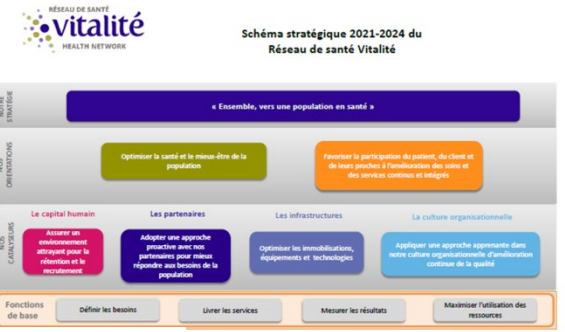 RÉSEAU DE SANTÉ
vitalité
HEALTH NETWORK
Schéma stratégique 2021-2024 du
Réseau de santé Vitalité
NOTRE
STRATÉGIE
« Ensemble, vers une population en santé »
NOS
ORIENTATIONS
Optimiser la santé et le mieux-être de la
population
Favoriser la participation du patient, du client et
de leurs proches à l'amélioration des soins et
des services continus et intégrés
NOS
CATALYSEURS
Le capital humain
Assurer un
environnement
attrayant pour la
rétention et le
recrutement
Les partenaires
Adopter une approche
proactive avec nos
partenaires pour mieux
répondre aux besoins de la
population
Les infrastructures
Optimiser les immobilisations,
équipements et technologies
La culture organisationnelle
Appliquer une approche apprenante dans
notre culture organisationnelle d'amélioration
continue de la qualité
Fonctions
de base
Définir les besoins
Livrer les services
Mesurer les résultats
Maximiser l'utilisation des
ressources